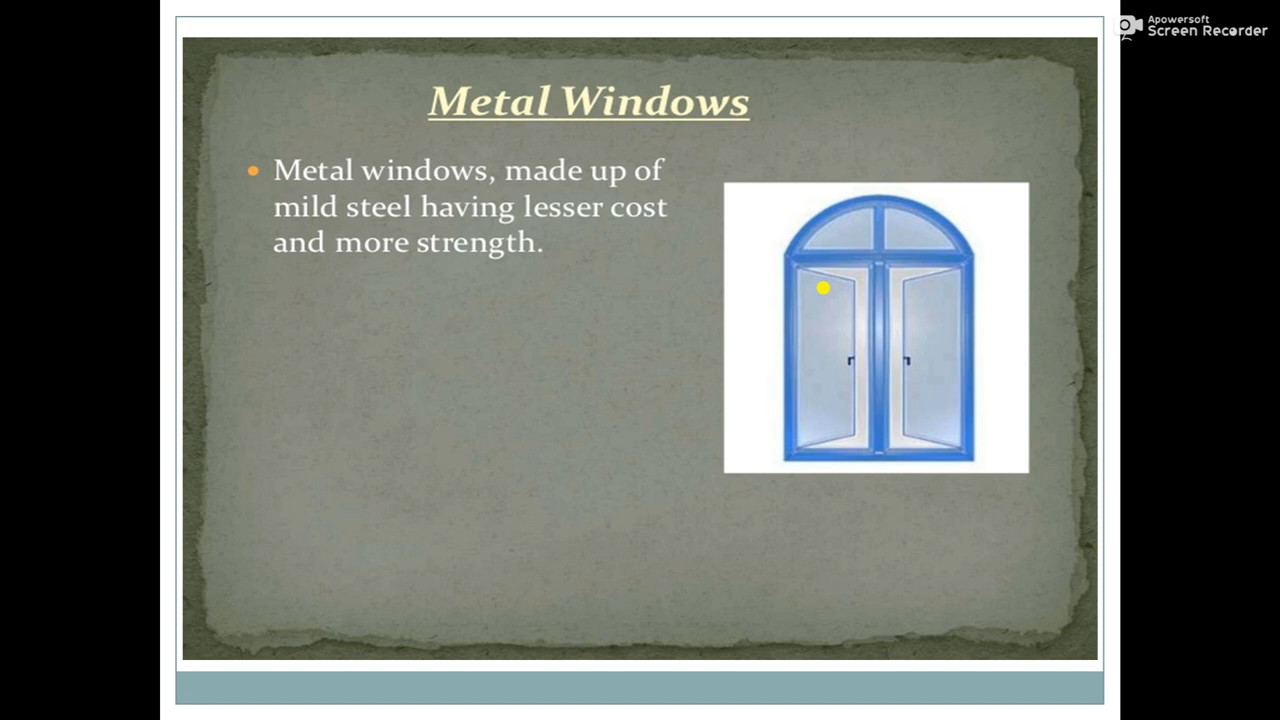 Apowersoft
Screen Recorder
Metal Windows
• Metal windows, made up of
mild steel having lesser cost
and more strength.